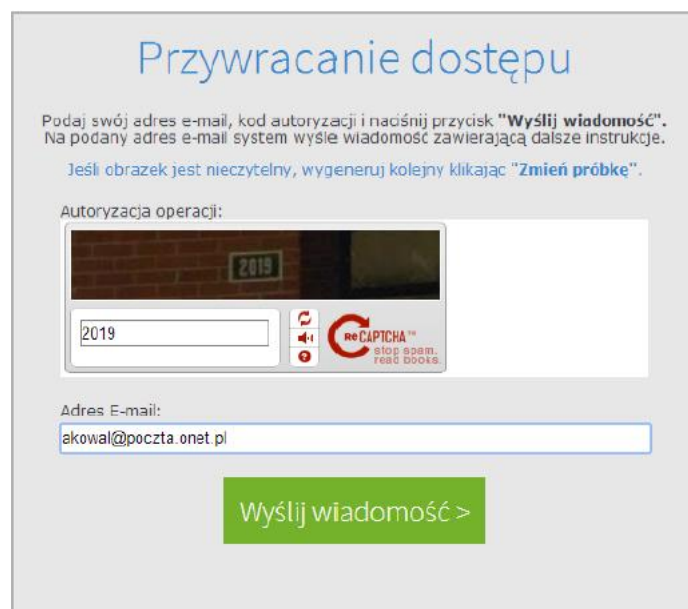 Przywracanie dostępu
Podaj swój adres e-mail, kod autoryzacji i naciśnij przycisk "Wyślij wiadomość".
Na podany adres e-mail system wyśle wiadomość zawierającą dalsze instrukcje.
Jeśli obrazek jest nieczytelny, wygeneruj kolejny klikając "Zmień próbkę".
Autoryzacja operacji:
2019
2019
ReCAPTCHA™
stop spam.
read books.
Adres E-mail:
akowal@poczta.onet.pl
Wyślij wiadomość >